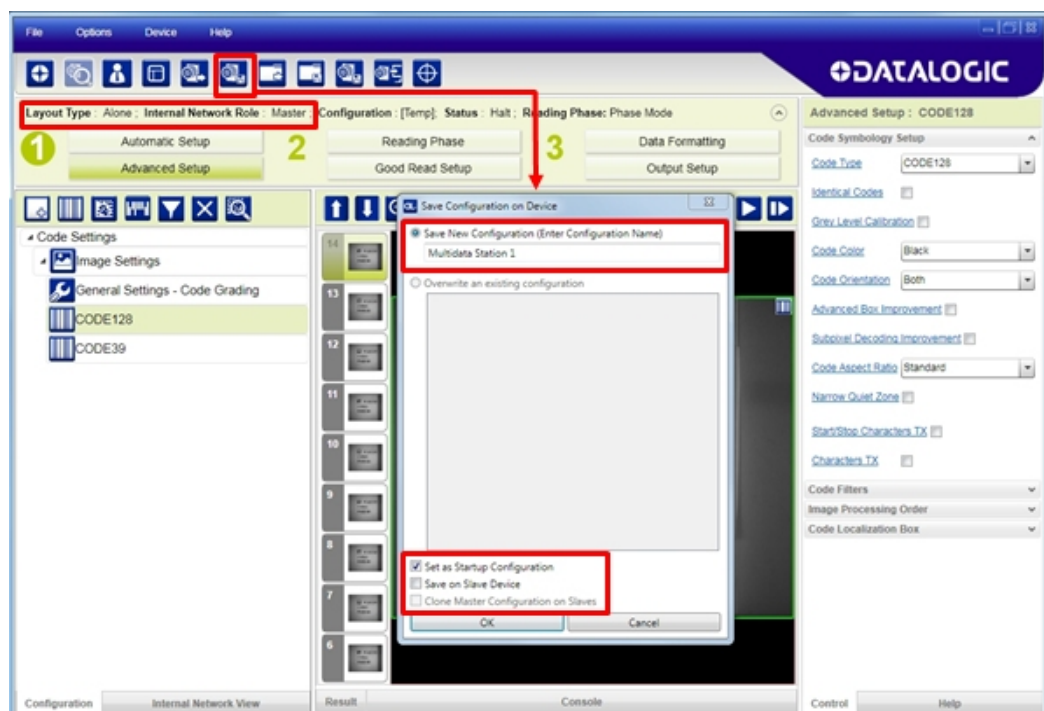 File Options Device Help
DATALOGIC
Layout Type : Alone ; Internal Network Role : Master ; Configuration : [Temp]; Status : Halt ; Reading Phase: Phase Mode
1
Automatic Setup
Advanced Setup
2
Reading Phase
Good Read Setup
3
Data Formatting
Output Setup
Code Settings
Image Settings
General Settings - Code Grading
CODE128
CODE39
Configuration Internal Network View
14
13
12
11
10
9
8
7
6
Save Configuration on Device
Save New Configuration (Enter Configuration Name)
Multidata Station 1
Overwrite an existing configuration
Set as Startup Configuration
Save on Slave Device
Clone Master Configuration on Slaves
OK Cancel
Result Console
Advanced Setup : CODE128
Code Symbology Setup
Code Type CODE128
Identical Codes
Grey Level Calibration
Code Color Black
Code Orientation Both
Advanced Box Improvement
Subpixel Decoding Improvement
Code Aspect Ratio Standard
Narrow Quiet Zone
Start/Stop Characters TX
Characters TX
Code Filters
Image Processing Order
Code Localization Box
Control Help